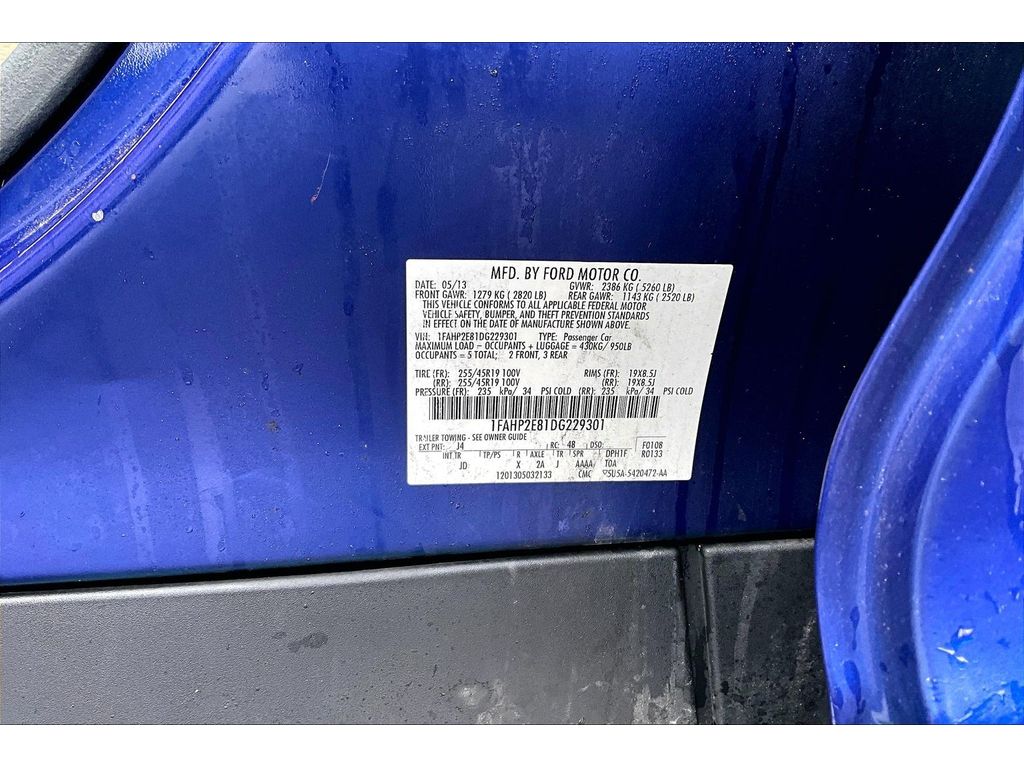 MFD. BY FORD MOTOR CO.
DATE: 05/13 GVWR: 2386 KG ( 5260 LB)
FRONT GAWR: 1279 KG ( 2820 LB) REAR GAWR: 1143 KG ( 2520 LB)
THIS VEHICLE CONFORMS TO ALL APPLICABLE FEDERAL MOTOR
VEHICLE SAFETY, BUMPER, AND THEFT PREVENTION STANDARDS
IN EFFECT ON THE DATE OF MANUFACTURE SHOWN ABOVE.
VIN: 1FAHP2E81DG229301 TYPE: Passenger Car
MAXIMUM LOAD – OCCUPANTS + LUGGAGE = 430KG/ 950LB
OCCUPANTS = 5 TOTAL; 2 FRONT, 3 REAR
TIRE (FR): 255/45R19 100V RIMS (FR): 19X8.5J
(RR): 255/45R19 100V (RR): 19X8.5J
PRESSURE (FR): 235 kPa/ 34 PSI COLD (RR): 235 kPa/ 34 PSI COLD
1FAHP2E81DG229301
TRAILER TOWING - SEE OWNER GUIDE
EXT PNT: J4 RC: 48 DSO: F0108
INT TR TP/PS R AXLE TR SPR DPH1F R0133
JD X 2A J AAAA TOA
1201305032133 CMC 5U5A-5420472-AA